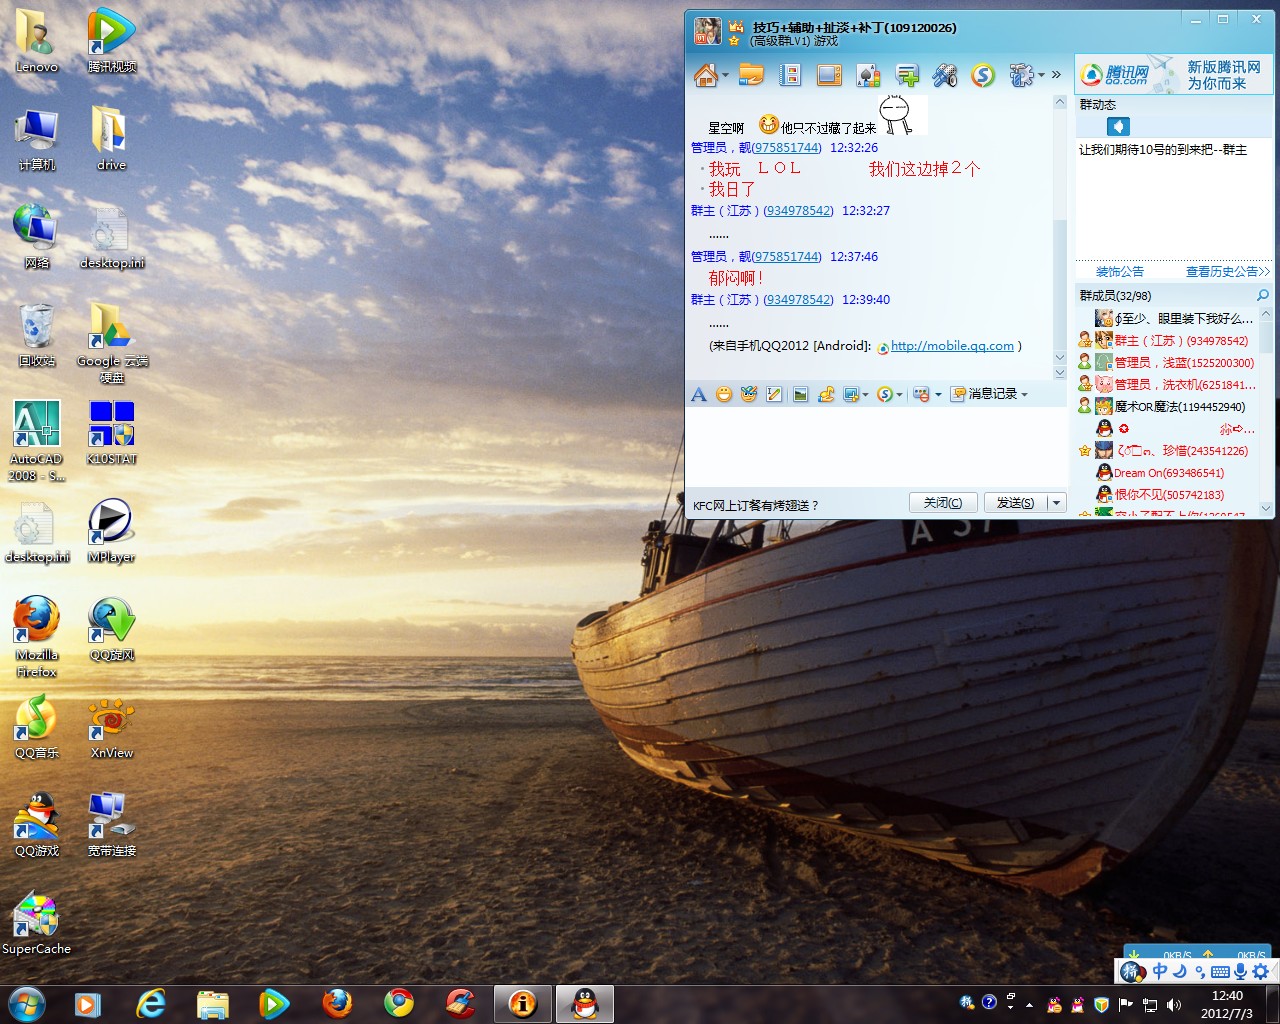 Lenovo
腾讯视频
计算机
drive
网络
desktop.ini
回收站
Google 云端
硬盘
AutoCAD
2008 - S...
K10STAT
desktop.ini
MPlayer
Mozilla
Firefox
QQ旋风
QQ音乐
XnView
QQ游戏
宽带连接
SuperCache
技巧+辅助+扯淡+补丁(109120026)
(高级群LV1) 游戏
腾讯网
QQ.com
新版腾讯网
为你而来
星空啊 他只不过藏了起来
管理员，靓(975851744) 12:32:26
我玩 ＬＯＬ 我们这边掉２个
我日了
群主（江苏）(934978542) 12:32:27
......
管理员，靓(975851744) 12:37:46
郁闷啊！
群主（江苏）(934978542) 12:39:40
......
(来自手机QQ2012 [Android]: http://mobile.qq.com )
消息记录
KFC网上订餐有烤翅送？
关闭(C)
发送(S)
群动态
让我们期待10号的到来把--群主
装饰公告 查看历史公告>>
群成员(32/98)
∮至少、眼里装下我好么...
群主（江苏）(934978542)
管理员，浅蓝(1525200300)
管理员，洗衣机(6251841...
魔术OR魔法(1194452940)
、珍惜(243541226)
Dream On(693486541)
恨你不见(505742183)
A 37
0KB/S 0KB/S
中
12:40
2012/7/3